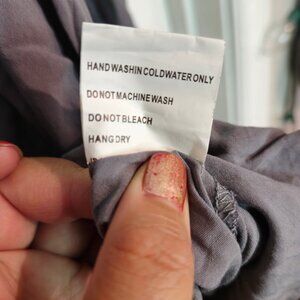 HAND WASH IN COLD WATER ONLY
DO NOT MACHINE WASH
DO NOT BLEACH
HANG DRY